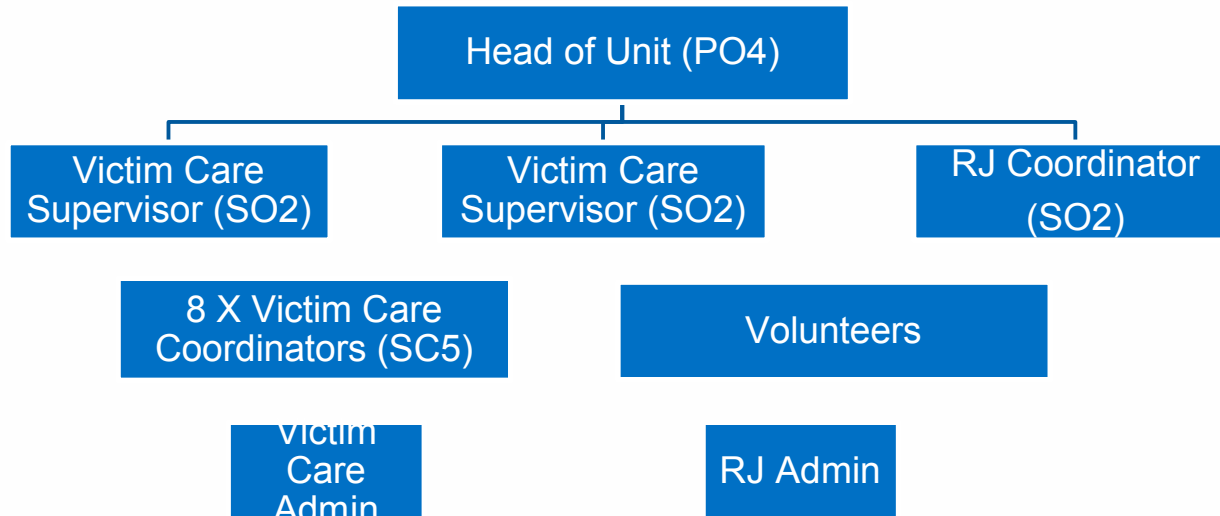 Head of Unit (PO4)
Victim Care
Supervisor (SO2)
Victim Care
Supervisor (SO2)
RJ Coordinator
(SO2)
8 X Victim Care
Coordinators (SC5)
Volunteers
Victim
Care
Admin
RJ Admin